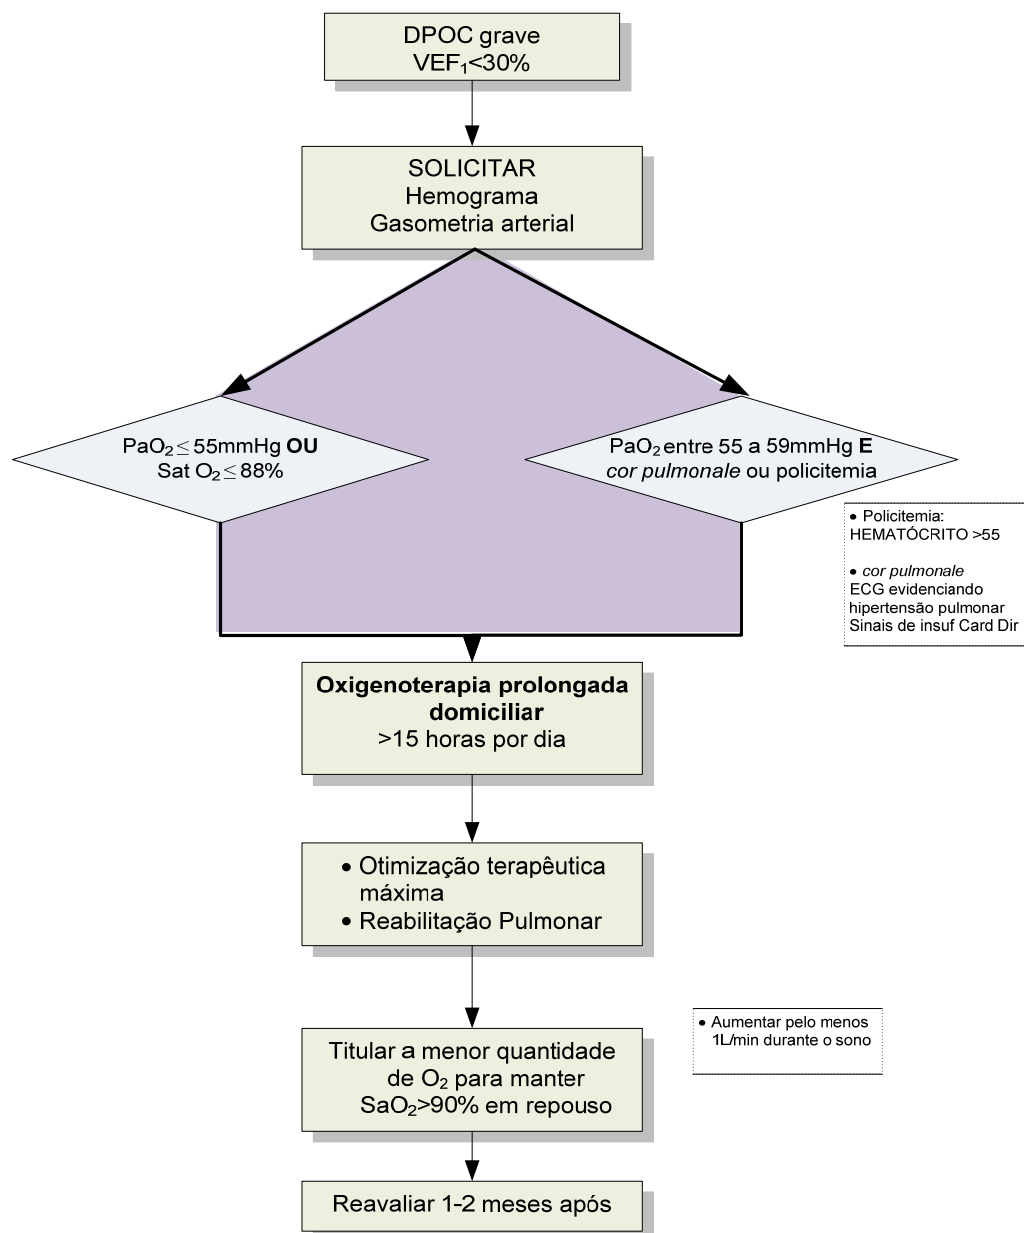 DPOC grave
VEF₁<30%
SOLICITAR
Hemograma
Gasometria arterial
PaO₂ ≤ 55mmHg OU
Sat O₂ ≤ 88%
PaO₂ entre 55 a 59mmHg E
cor pulmonale ou policitemia
• Policitemia:
HEMATÓCRITO >55
• cor pulmonale
ECG evidenciando
hipertensão pulmonar
Sinais de insuf Card Dir
Oxigenoterapia prolongada
domiciliar
>15 horas por dia
• Otimização terapêutica
máxima
• Reabilitação Pulmonar
• Aumentar pelo menos
1L/min durante o sono
Titular a menor quantidade
de O₂ para manter
SaO₂>90% em repouso
Reavaliar 1-2 meses após